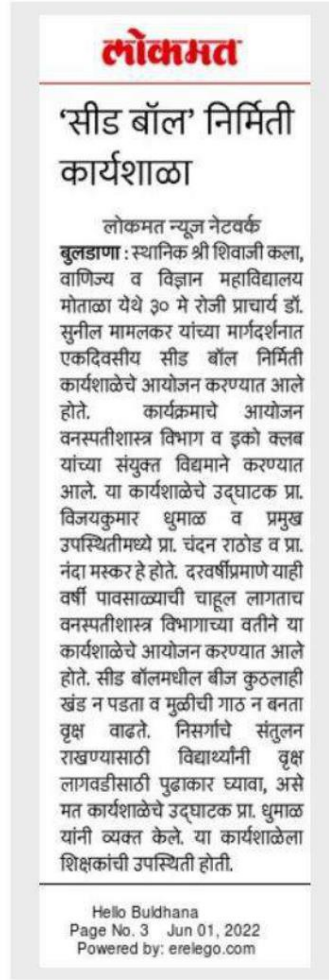 लोकमत
‘सीड बॉल’ निर्मिती
कार्यशाळा
लोकमत न्यूज नेटवर्क
बुलडाणा : स्थानिक श्री शिवाजी कला,
वाणिज्य व विज्ञान महाविद्यालय
मोताळा येथे ३० मे रोजी प्राचार्य डॉ.
सुनील मामलकर यांच्या मार्गदर्शनात
एकदिवसीय सीड बॉल निर्मिती
कार्यशाळेचे आयोजन करण्यात आले
होते. कार्यक्रमाचे आयोजन
वनस्पतीशास्त्र विभाग व इको क्लब
यांच्या संयुक्त विद्यमाने करण्यात
आले. या कार्यशाळेचे उद्घाटक प्रा.
विजयकुमार धुमाळ व प्रमुख
उपस्थितीमध्ये प्रा. चंदन राठोड व प्रा.
नंदा मस्कर हे होते. दरवर्षीप्रमाणे याही
वर्षी पावसाळ्याची चाहूल लागताच
वनस्पतीशास्त्र विभागाच्या वतीने या
कार्यशाळेचे आयोजन करण्यात आले
होते. सीड बॉलमधील बीज कुठलाही
खंड न पडता व मुळीची गाठ न बनता
वृक्ष वाढते. निसर्गाचे संतुलन
राखण्यासाठी विद्यार्थ्यांनी वृक्ष
लागवडीसाठी पुढाकार घ्यावा, असे
मत कार्यशाळेचे उद्घाटक प्रा. धुमाळ
यांनी व्यक्त केले. या कार्यशाळेला
शिक्षकांची उपस्थिती होती.
Hello Buldhana
Page No. 3 Jun 01, 2022
Powered by: erelego.com